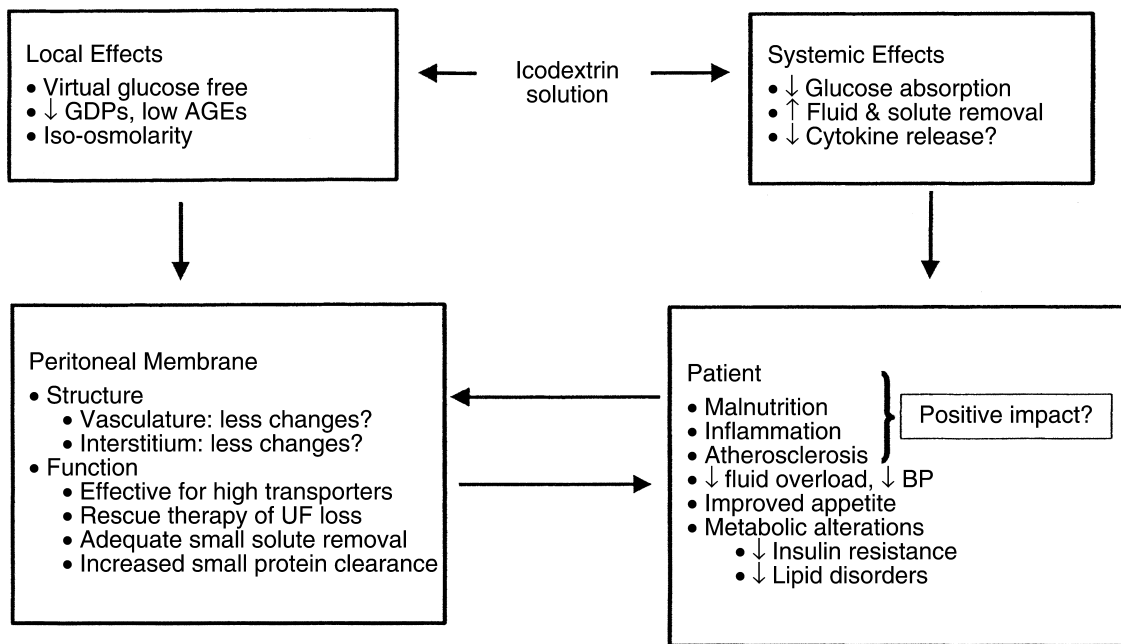 Local Effects
• Virtual glucose free
• ↓ GDPs, low AGEs
• Iso-osmolarity
Icodextrin
solution
Systemic Effects
• ↓ Glucose absorption
• ↑ Fluid & solute removal
• ↓ Cytokine release?
Peritoneal Membrane
• Structure
• Vasculature: less changes?
• Interstitium: less changes?
• Function
• Effective for high transporters
• Rescue therapy of UF loss
• Adequate small solute removal
• Increased small protein clearance
Patient
• Malnutrition
• Inflammation
• Atherosclerosis
Positive impact?
• ↓ fluid overload, ↓ BP
• Improved appetite
• Metabolic alterations
• ↓ Insulin resistance
• ↓ Lipid disorders